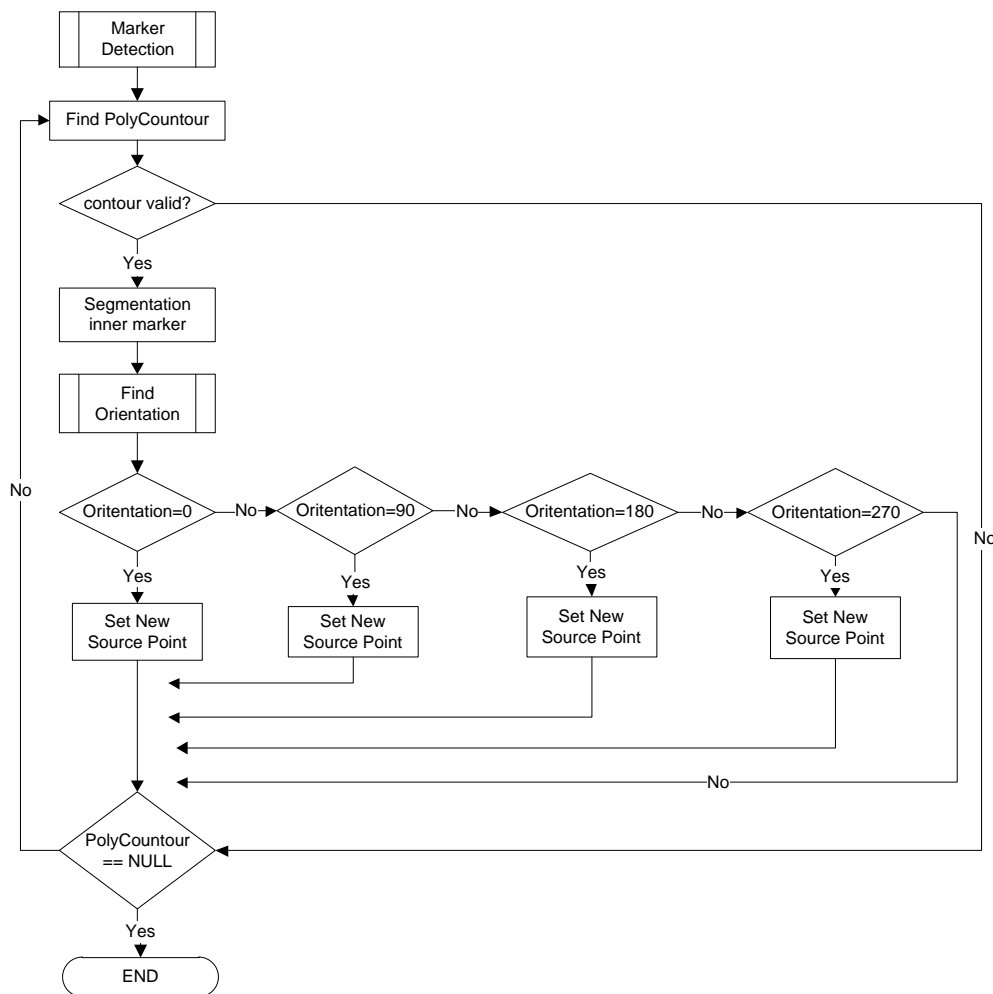 Marker
Detection
Find PolyCountour
contour valid?
Yes
Segmentation
inner marker
Find
Orientation
No
Oritentation=0
No
Oritentation=90
No
Oritentation=180
No
Oritentation=270
No
Yes
Yes
Yes
Yes
Set New
Source Point
Set New
Source Point
Set New
Source Point
Set New
Source Point
No
PolyCountour
== NULL
Yes
END